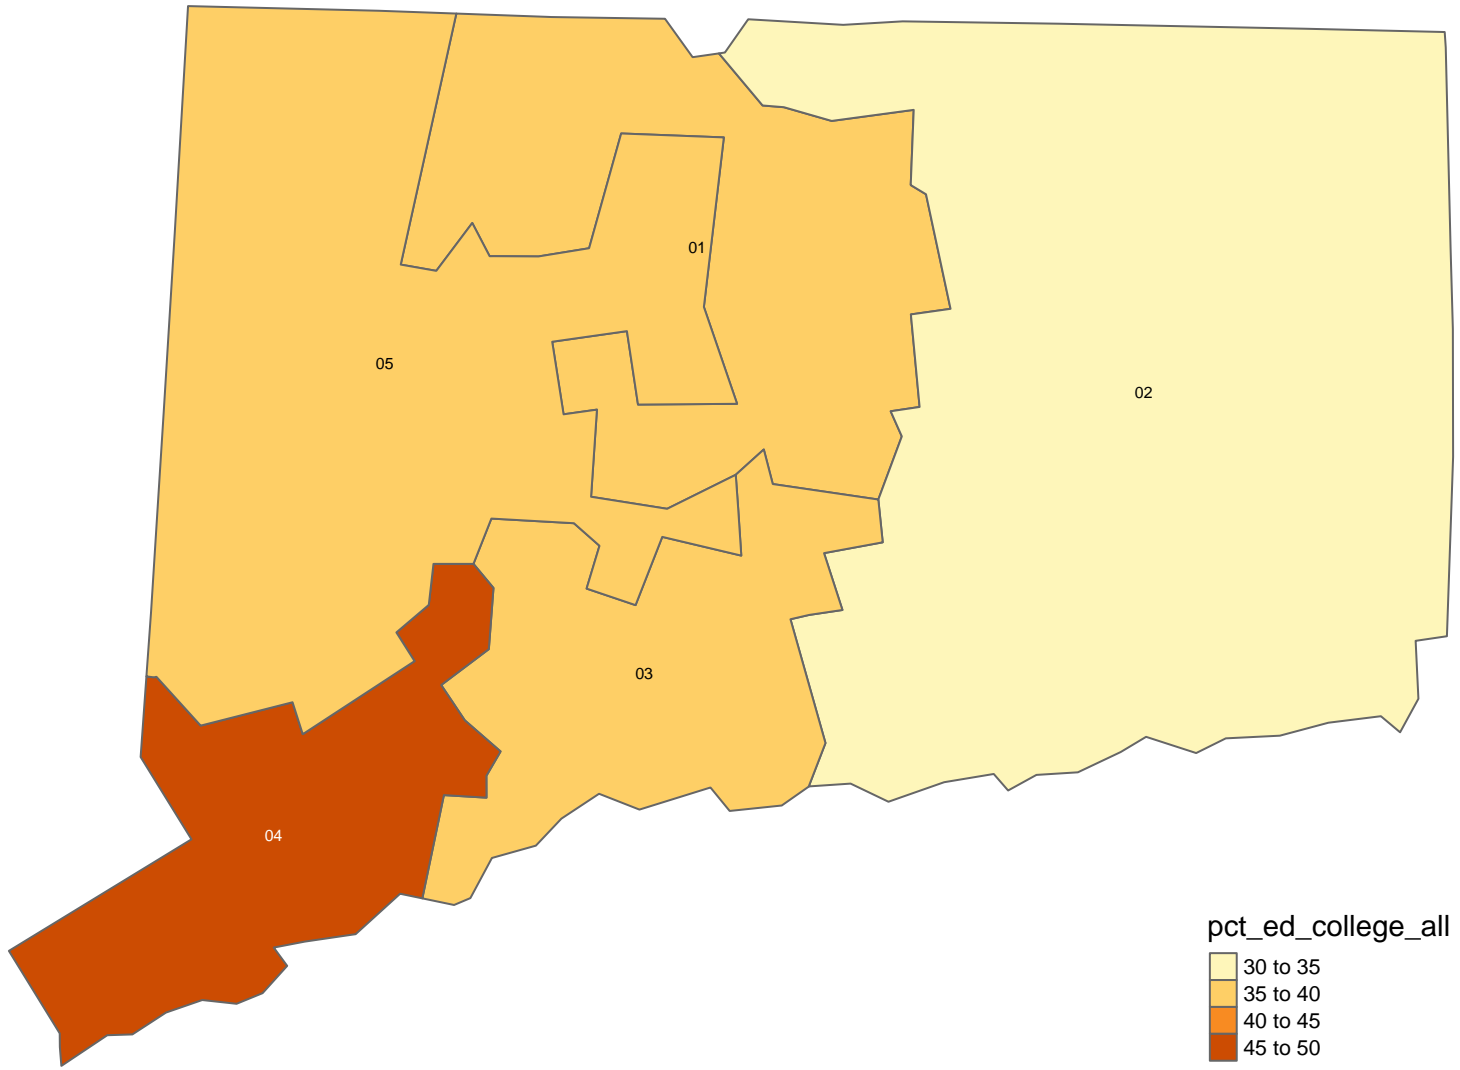 01
05
02
03
04
pct_ed_college_all
30 to 35
35 to 40
40 to 45
45 to 50